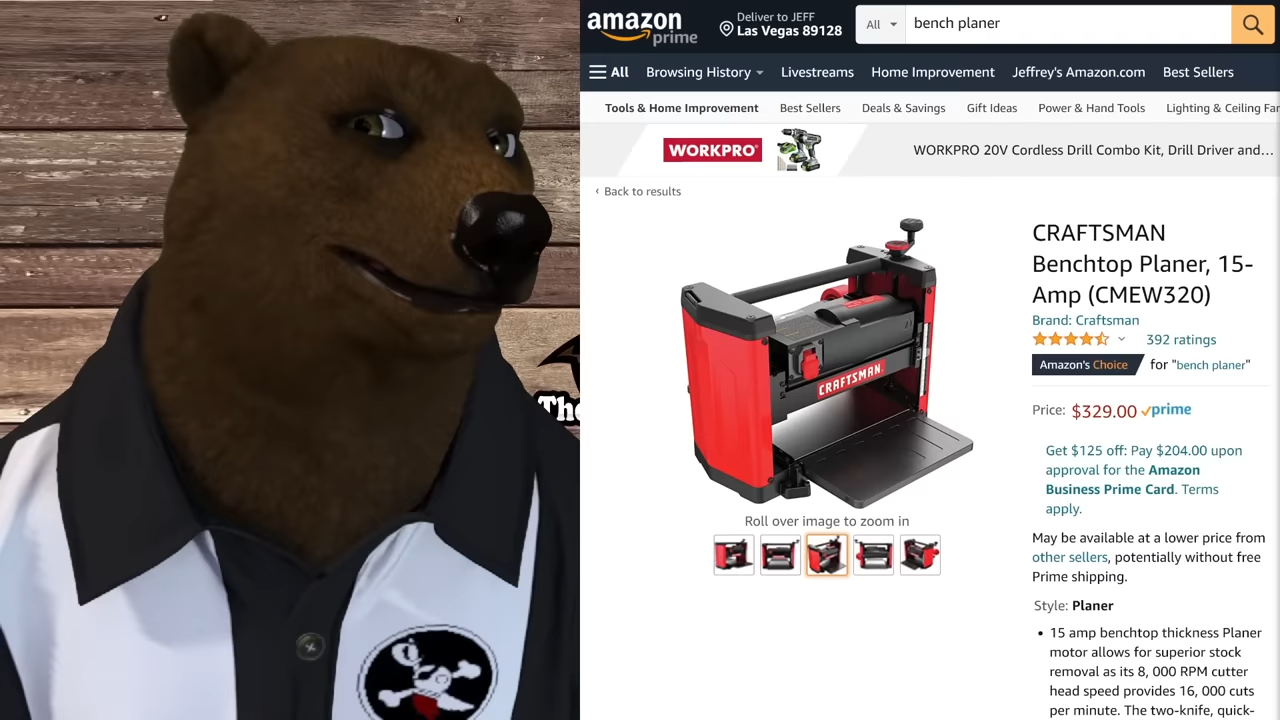 amazon
prime
Deliver to JEFF
Las Vegas 89128
All
bench planer
All
Browsing History
Livestreams
Home Improvement
Jeffrey's Amazon.com
Best Sellers
Tools & Home Improvement
Best Sellers
Deals & Savings
Gift Ideas
Power & Hand Tools
Lighting & Ceiling Fan
WORKPRO®
WORKPRO 20V Cordless Drill Combo Kit, Drill Driver and...
‹ Back to results
CRAFTSMAN
Benchtop Planer, 15-
Amp (CMEW320)
Brand: Craftsman
392 ratings
Amazon's Choice
for "bench planer"
Price: $329.00 prime
Get $125 off: Pay $204.00 upon
approval for the Amazon
Business Prime Card. Terms
apply.
May be available at a lower price from
other sellers, potentially without free
Prime shipping.
Style: Planer
• 15 amp benchtop thickness Planer
motor allows for superior stock
removal as its 8, 000 RPM cutter
head speed provides 16, 000 cuts
per minute. The two-knife, quick-
CRAFTSMAN
Roll over image to zoom in
The